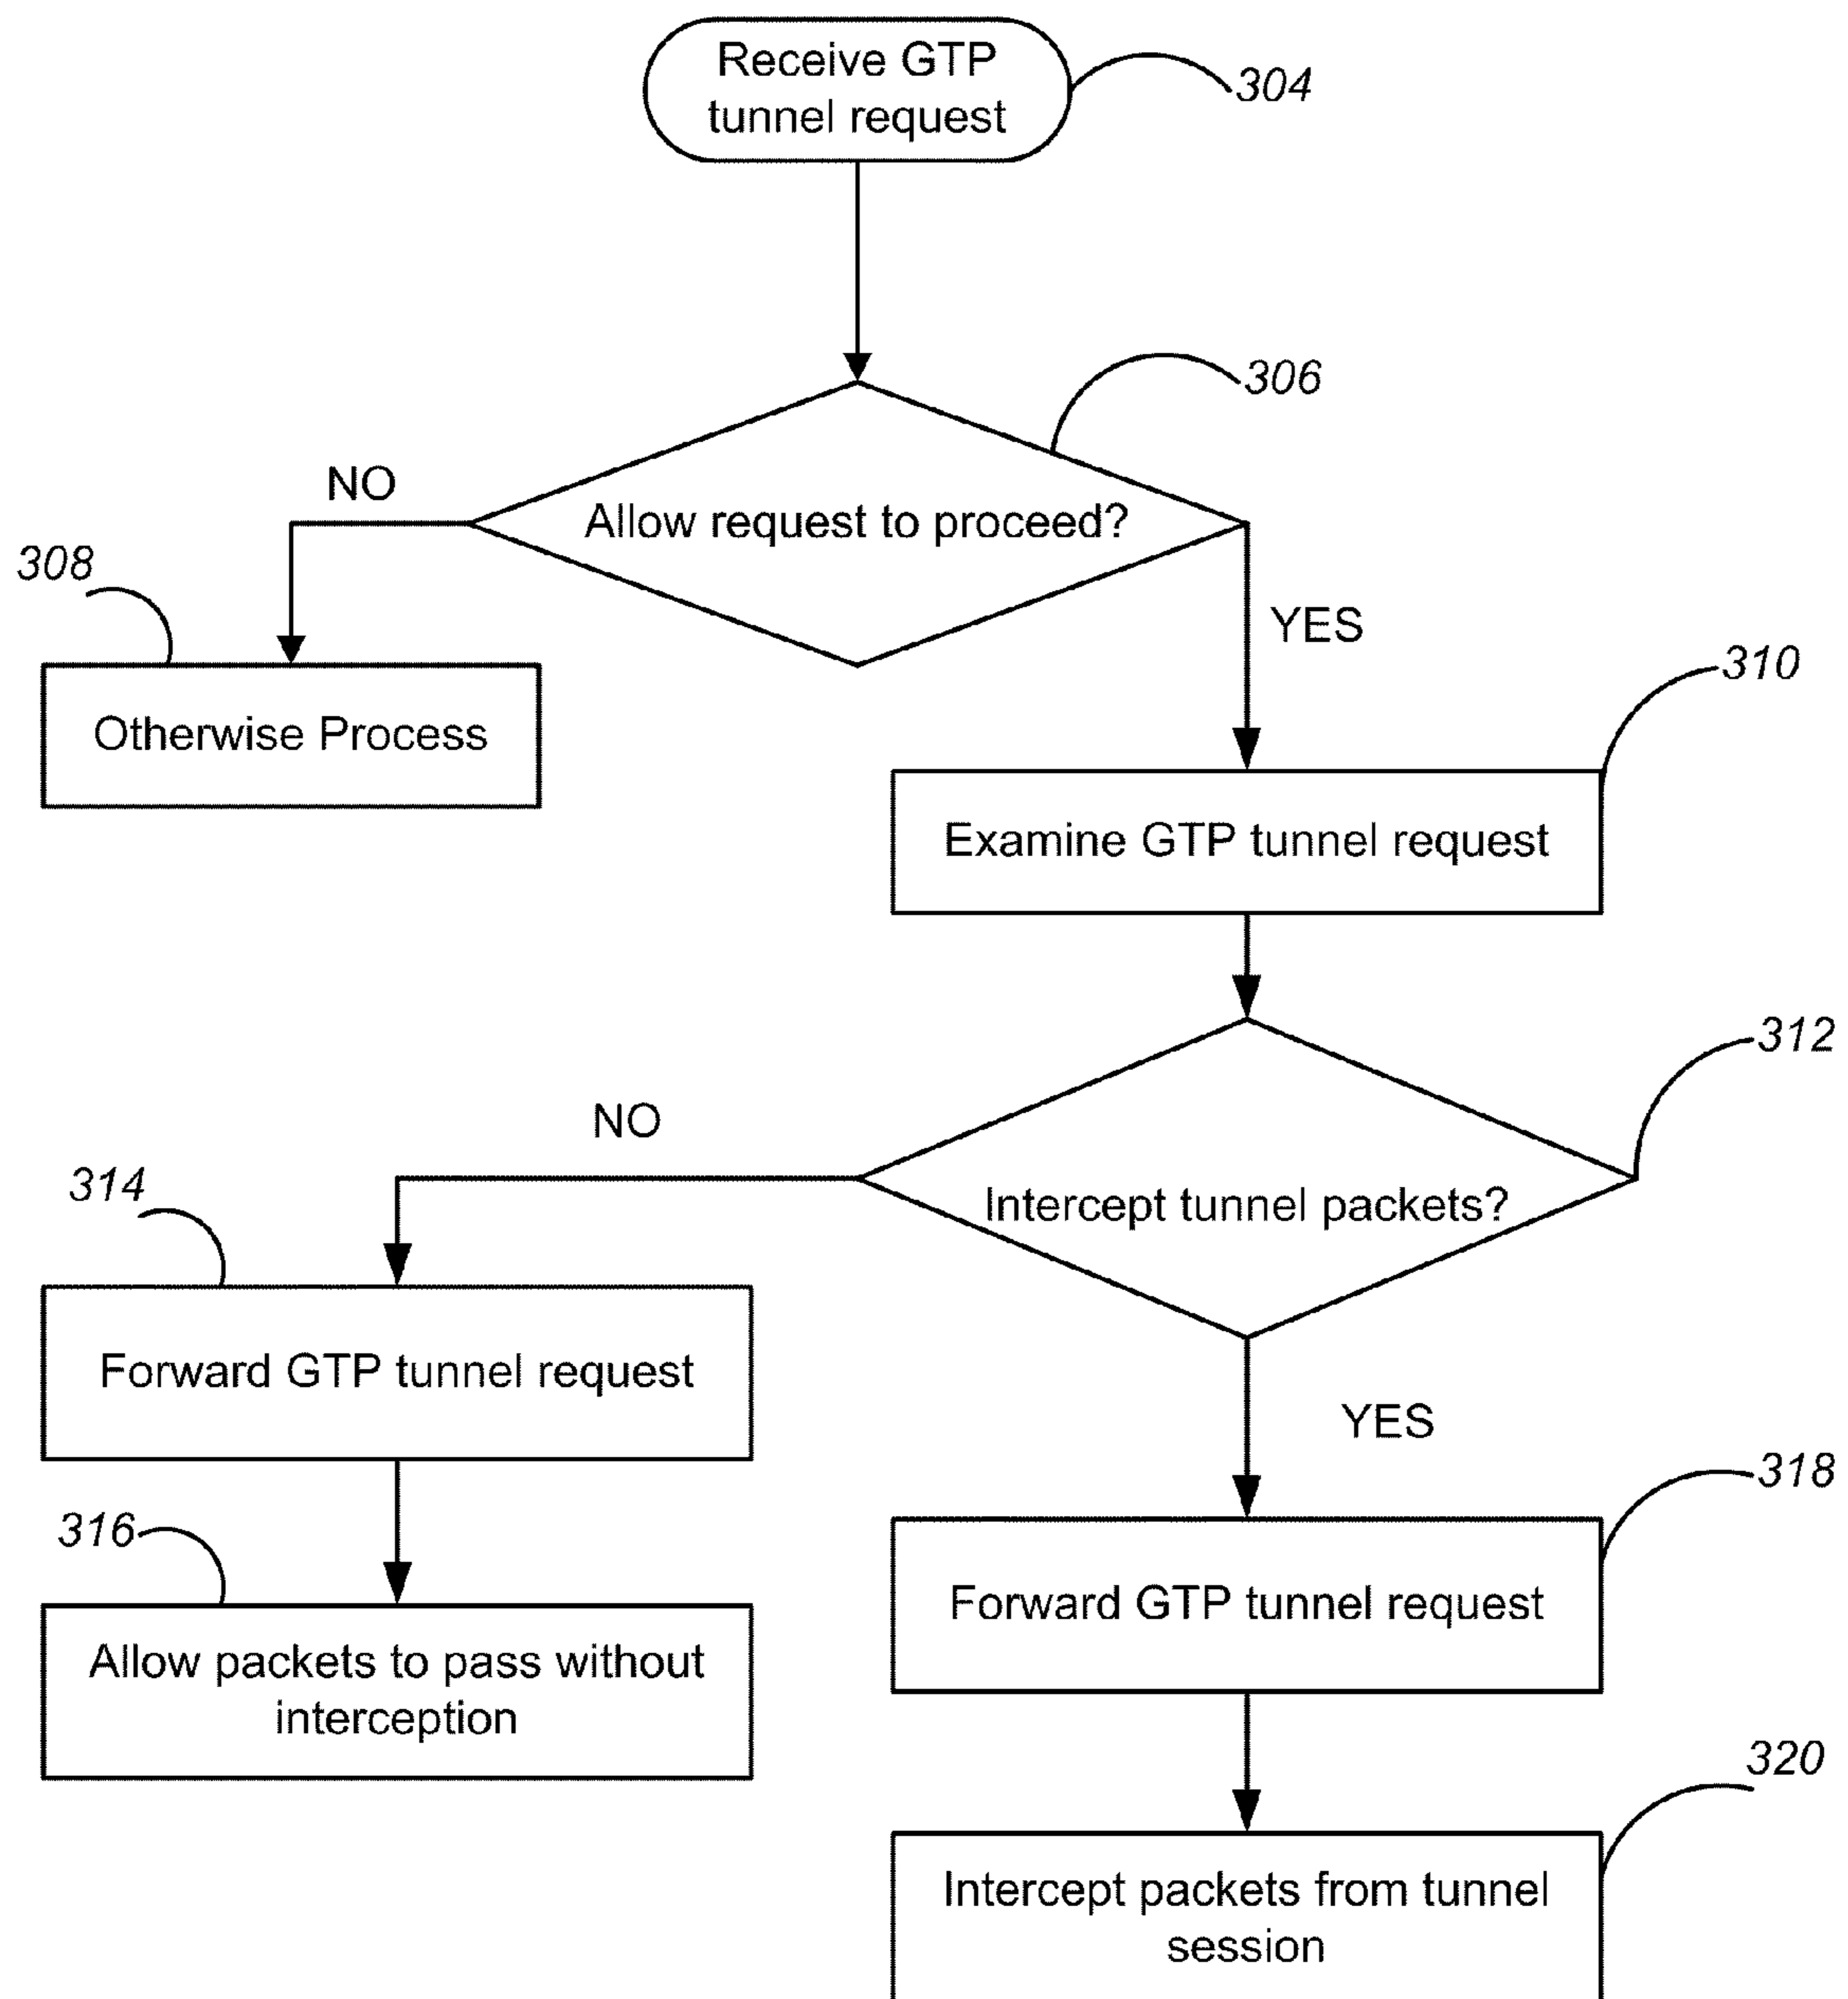 Receive GTP
tunnel request
304
306
NO
Allow request to proceed?
308
YES
310
Otherwise Process
Examine GTP tunnel request
312
NO
314
Intercept tunnel packets?
Forward GTP tunnel request
YES
318
316
Forward GTP tunnel request
Allow packets to pass without
interception
320
Intercept packets from tunnel
session